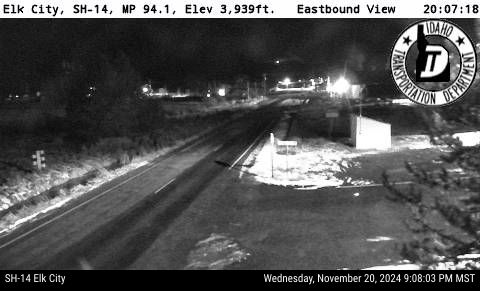 Elk City, SH-14, MP 94.1, Elev 3,939ft. Eastbound View 20:07:18
IDAHO
TRANSPORTATION DEPARTMENT
SH-14 Elk City Wednesday, November 20, 2024 9:08:03 PM MST